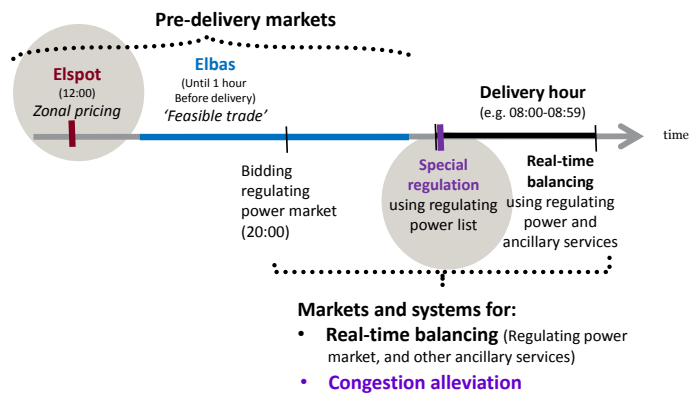 Pre-delivery markets
Elspot
(12:00)
Zonal pricing
Elbas
(Until 1 hour
Before delivery)
‘Feasible trade’
Delivery hour
(e.g. 08:00-08:59)
time
Bidding
regulating
power market
(20:00)
Special
regulation
using regulating
power list
Real-time
balancing
using regulating
power and
ancillary services
Markets and systems for:
• Real-time balancing (Regulating power
market, and other ancillary services)
• Congestion alleviation